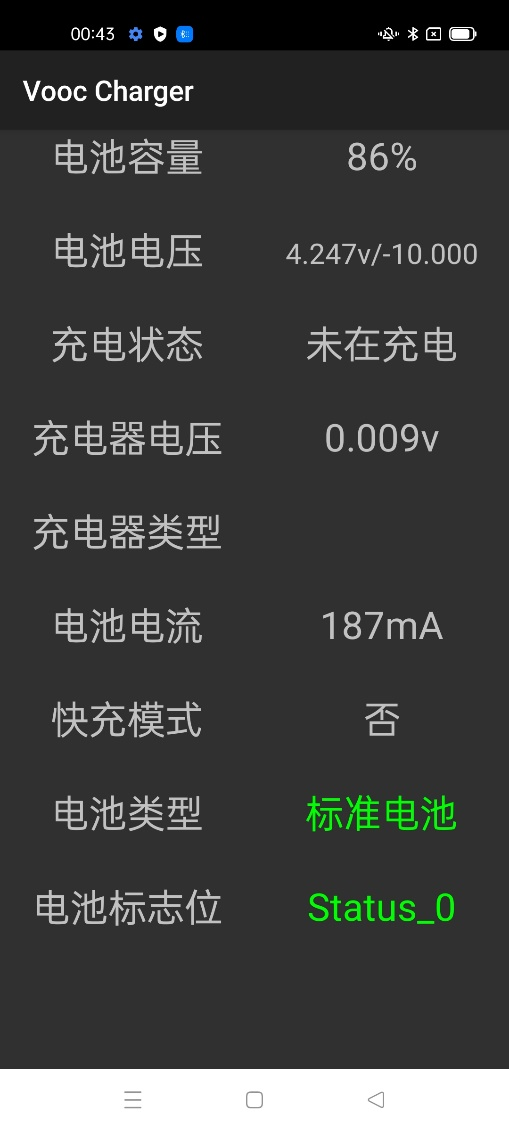 00:43
Vooc Charger
电池容量 86%
电池电压 4.247v/-10.000
充电状态 未在充电
充电器电压 0.009v
充电器类型
电池电流 187mA
快充模式 否
电池类型 标准电池
电池标志位 Status_0